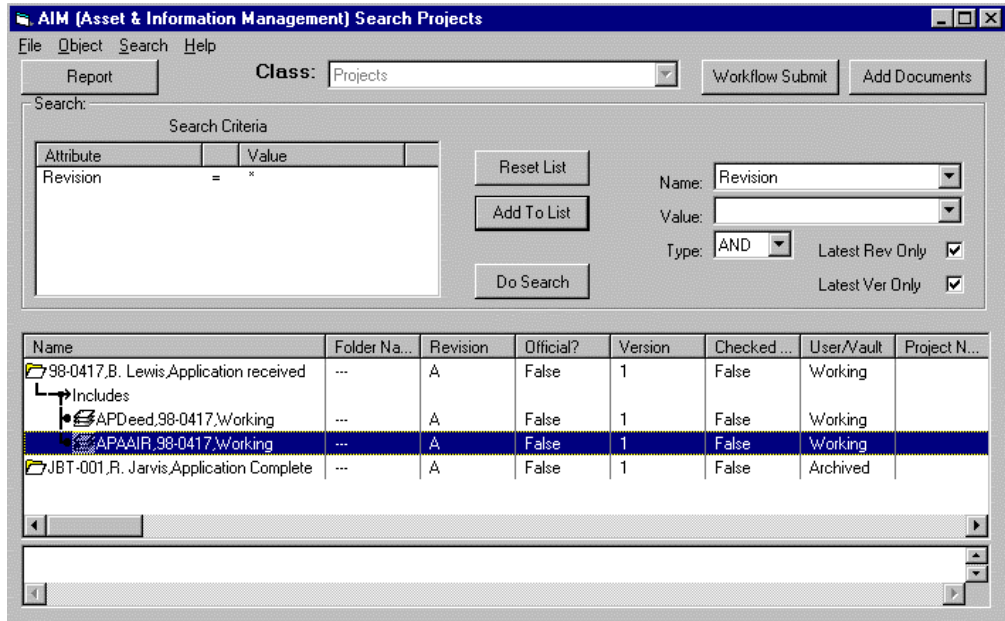 AIM (Asset & Information Management) Search Projects
File Object Search Help
Report Class: Projects Workflow Submit Add Documents
Search:
Search Criteria
Attribute Value
Revision = *
Reset List
Add To List
Do Search
Name: Revision
Value:
Type: AND Latest Rev Only
Latest Ver Only
Name Folder Na... Revision Official? Version Checked ... User/Vault Project N...
98-0417,B. Lewis,Application received --- A False 1 False Working
Includes
APDeed,98-0417,Working --- A False 1 False Working
APAAIR,98-0417,Working --- A False 1 False Working
JBT-001,R. Jarvis,Application Complete --- A False 1 False Archived